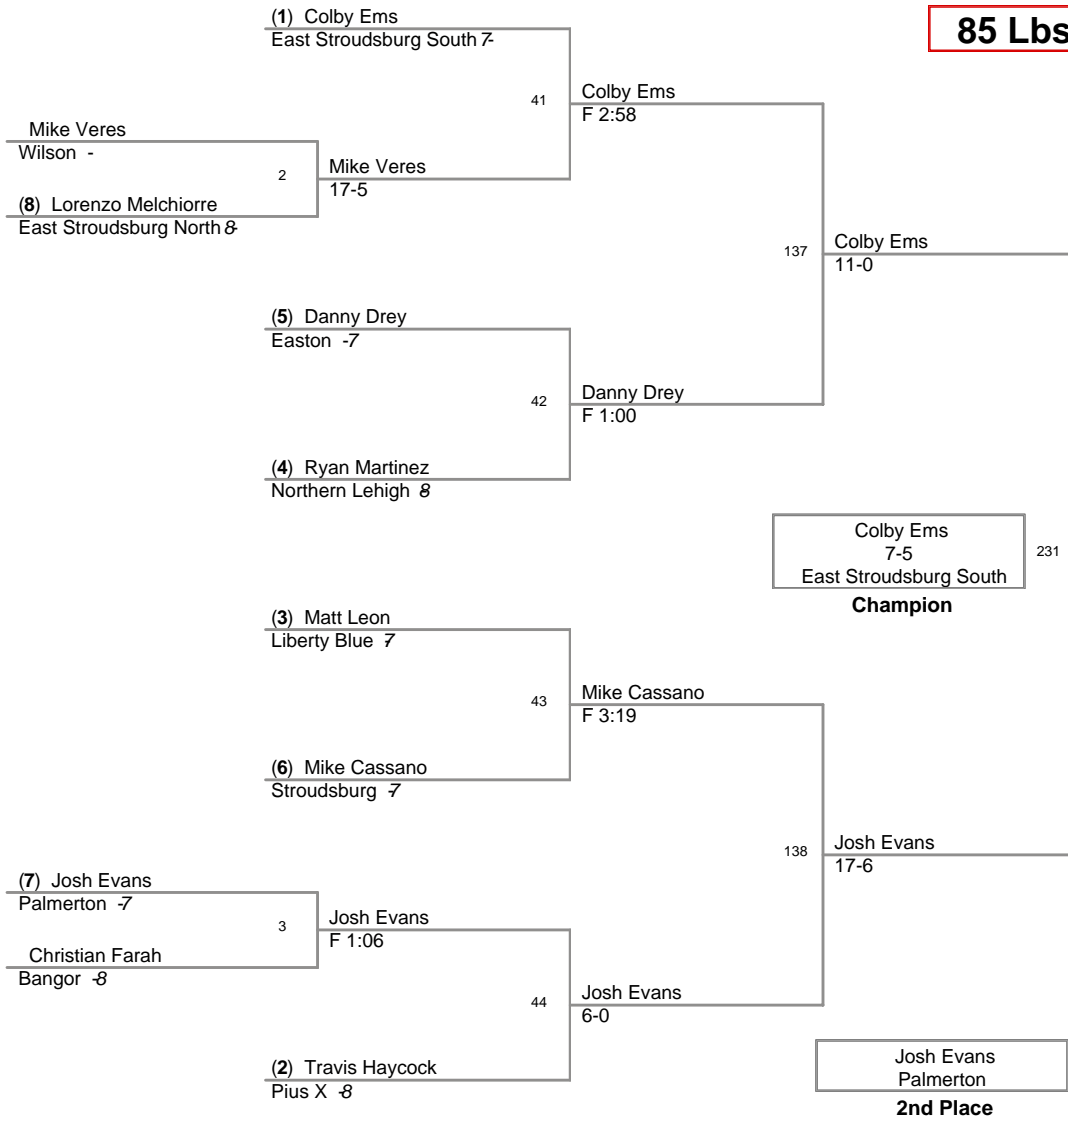 (1) Colby Ems
East Stroudsburg South 7-
85 Lbs
41
Colby Ems
F 2:58
Mike Veres
Wilson -
2
Mike Veres
17-5
(8) Lorenzo Melchiorre
East Stroudsburg North 8-
137
Colby Ems
11-0
(5) Danny Drey
Easton -7
42
Danny Drey
F 1:00
(4) Ryan Martinez
Northern Lehigh -8
Colby Ems
7-5
East Stroudsburg South
231
Champion
(3) Matt Leon
Liberty Blue -7
43
Mike Cassano
F 3:19
(6) Mike Cassano
Stroudsburg -7
138
Josh Evans
17-6
(7) Josh Evans
Palmerton -7
3
Josh Evans
F 1:06
Christian Farah
Bangor -8
44
Josh Evans
6-0
(2) Travis Haycock
Pius X -8
Josh Evans
Palmerton
2nd Place